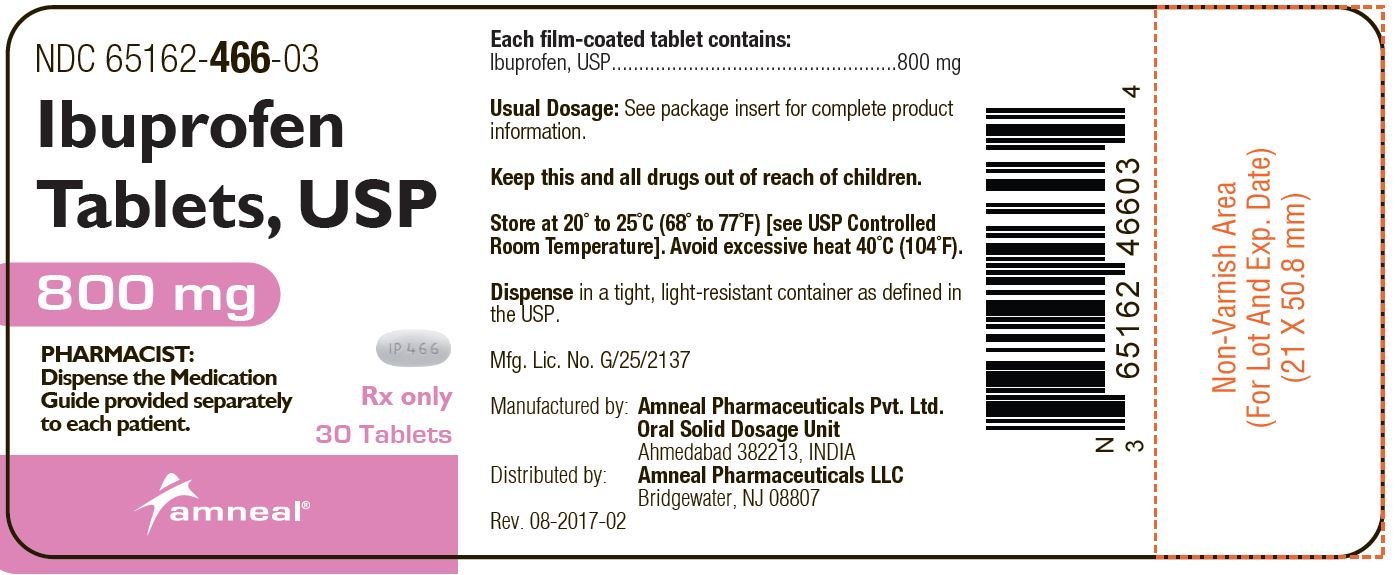 NDC 65162-466-03
Ibuprofen
Tablets, USP
800 mg
PHARMACIST:
Dispense the Medication
Guide provided separately
to each patient.
IP 466
Rx only
30 Tablets
amneal®
Each film-coated tablet contains:
Ibuprofen, USP....................................................800 mg
Usual Dosage: See package insert for complete product
information.
Keep this and all drugs out of reach of children.
Store at 20° to 25°C (68° to 77°F) [see USP Controlled
Room Temperature]. Avoid excessive heat 40°C (104°F).
Dispense in a tight, light-resistant container as defined in
the USP.
Mfg. Lic. No. G/25/2137
Manufactured by: Amneal Pharmaceuticals Pvt. Ltd.
Oral Solid Dosage Unit
Ahmedabad 382213, INDIA
Distributed by: Amneal Pharmaceuticals LLC
Bridgewater, NJ 08807
Rev. 08-2017-02
N
3 65162 46603 4
Non-Varnish Area
(For Lot And Exp. Date)
(21 X 50.8 mm)